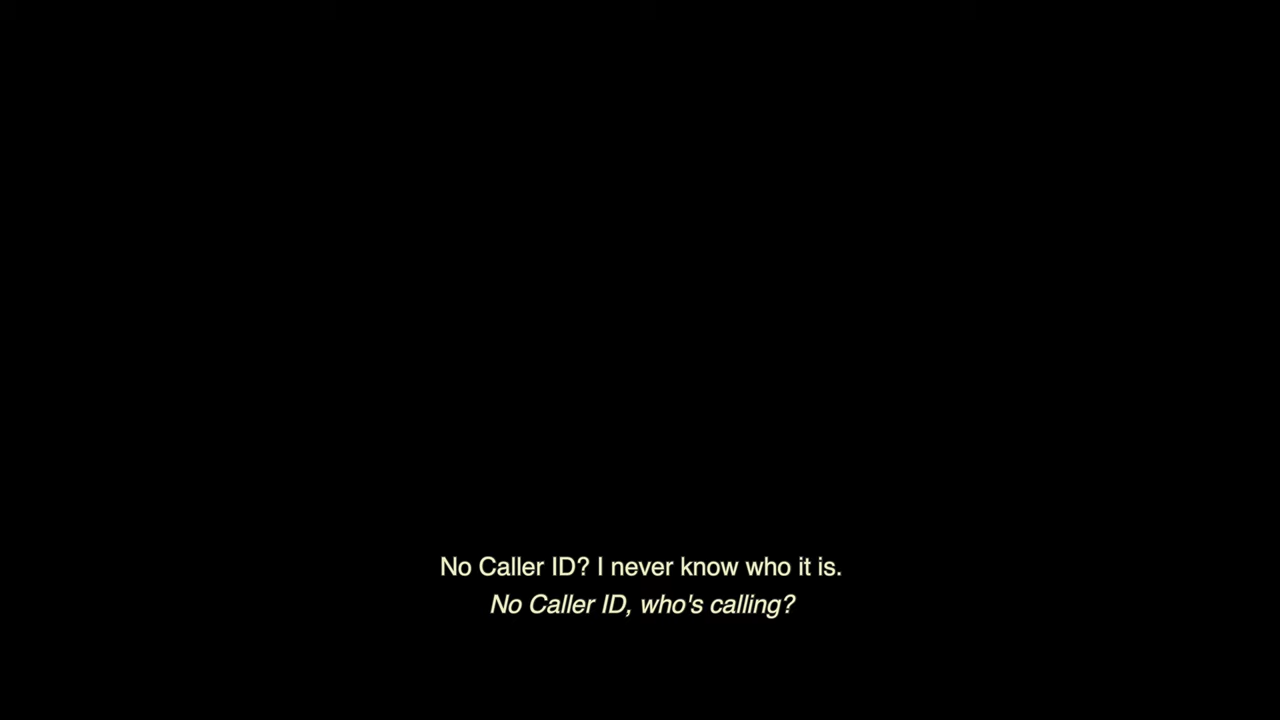 No Caller ID? I never know who it is.
No Caller ID, who's calling?